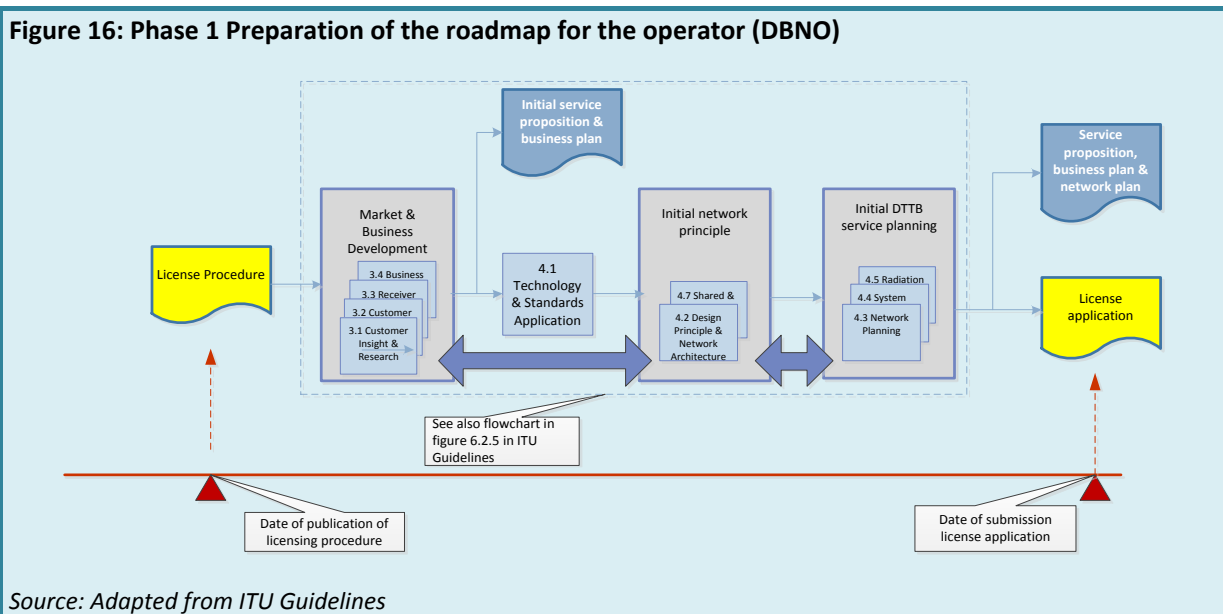 Figure 16: Phase 1 Preparation of the roadmap for the operator (DBNO)
Initial service
proposition &
business plan
Service
proposition,
business plan &
network plan
License Procedure
Market &
Business
Development
3.4 Business
3.3 Receiver
3.2 Customer
3.1 Customer
Insight &
Research
4.1
Technology
& Standards
Application
Initial network
principle
4.7 Shared &
4.2 Design
Principle &
Network
Architecture
Initial DTTB
service planning
4.5 Radiation
4.4 System
4.3 Network
Planning
License
application
See also flowchart in
figure 6.2.5 in ITU
Guidelines
Date of publication of
licensing procedure
Date of submission
license application
Source: Adapted from ITU Guidelines